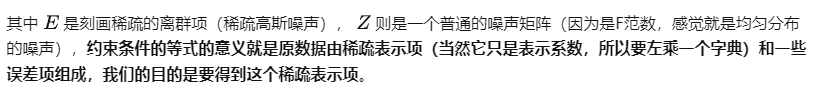 其中 E 是刻画稀疏的离群项（稀疏高斯噪声）， Z 则是一个普通的噪声矩阵（因为是F范数，感觉就是均匀分布
的噪声），约束条件的等式的意义就是原数据由稀疏表示项（当然它只是表示系数，所以要左乘一个字典）和一些
误差项组成，我们的目的是要得到这个稀疏表示项。